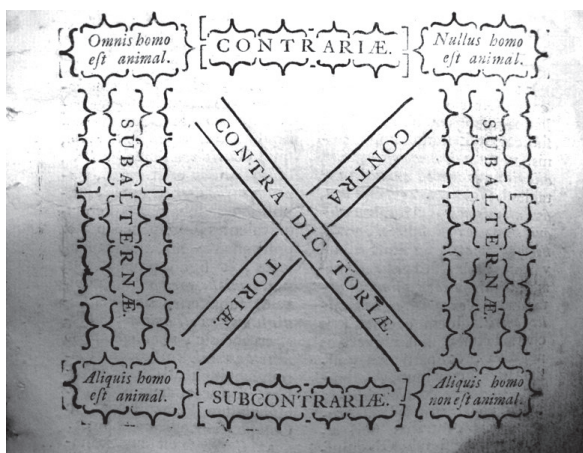 Omnis homo
eſt animal.
CONTRARIÆ.
Nullus homo
eſt animal.
SUBALTERNÆ.
CONTRA DIC TORIÆ.
CONTRA
TORIÆ.
SUBALTERNÆ.
Aliquis homo
eſt animal.
SUBCONTRARIÆ.
Aliquis homo
non eſt animal.